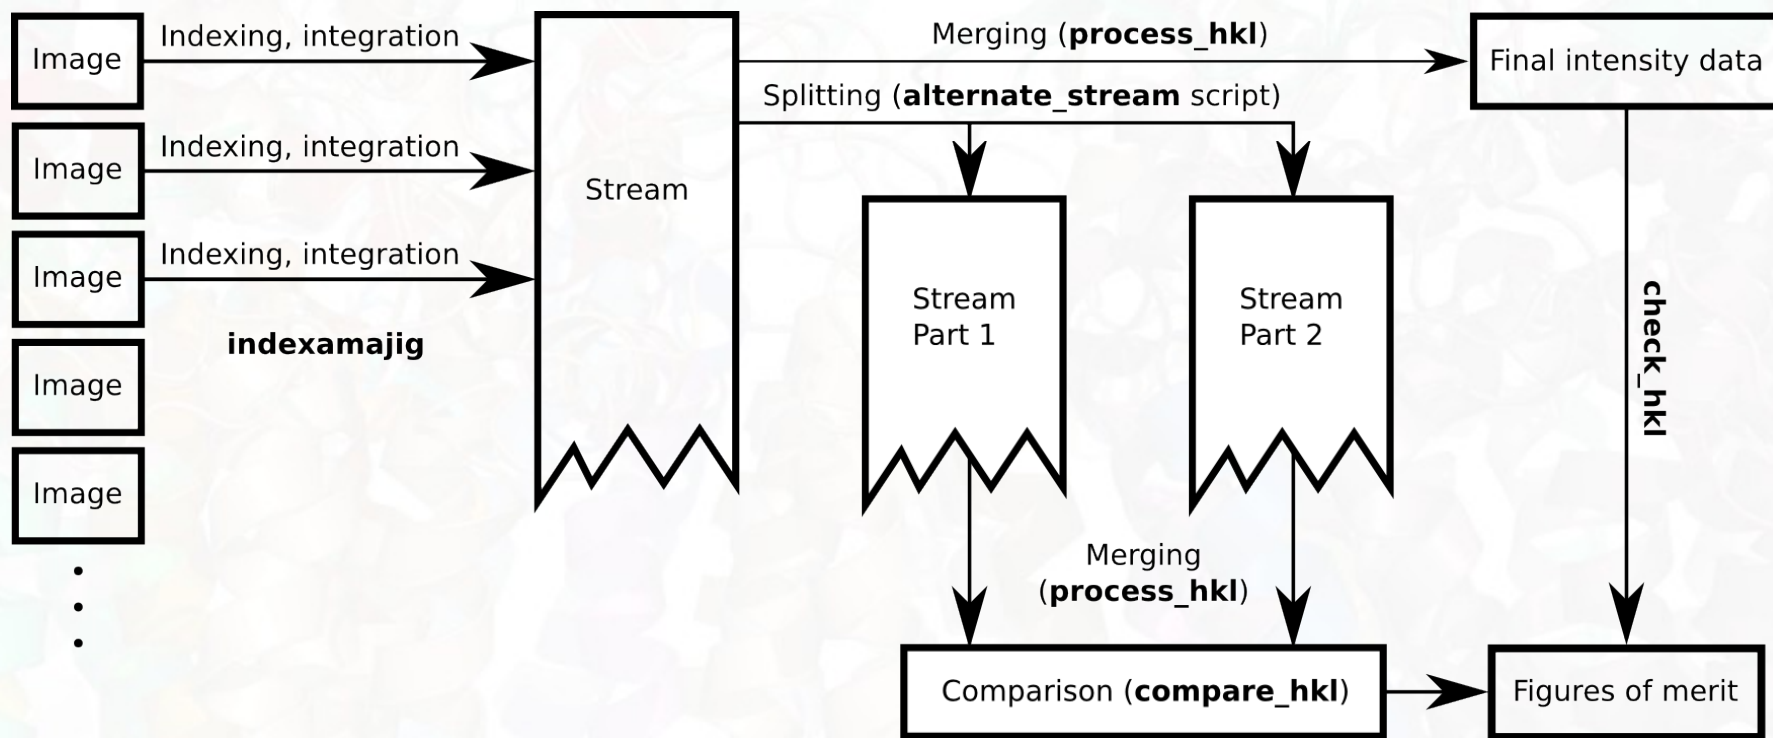 Image
Indexing, integration
Image
Indexing, integration
Image
Indexing, integration
Image
Image
indexamajig
Stream
Merging (process_hkl)
Splitting (alternate_stream script)
Final intensity data
Stream
Part 1
Stream
Part 2
check_hkl
Merging
(process_hkl)
Comparison (compare_hkl)
Figures of merit